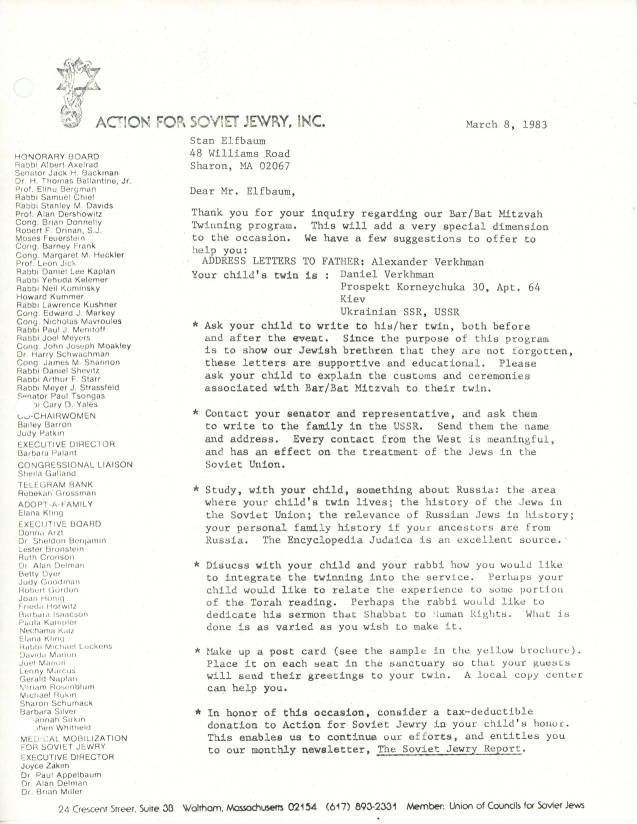 ACTION FOR SOVIET JEWRY, INC.
March 8, 1983
Stan Elfbaum
48 Williams Road
Sharon, MA 02067
Dear Mr. Elfbaum,
Thank you for your inquiry regarding our Bar/Bat Mitzvah
Twinning program. This will add a very special dimension
to the occasion. We have a few suggestions to offer to
help you:
ADDRESS LETTERS TO FATHER: Alexander Verkhman
Your child's twin is : Daniel Verkhman
Prospekt Korneychuka 30, Apt. 64
Kiev
Ukrainian SSR, USSR
* Ask your child to write to his/her twin, both before
and after the event. Since the purpose of this program
is to show our Jewish brethren that they are not forgotten,
these letters are supportive and educational. Please
ask your child to explain the customs and ceremonies
associated with Bar/Bat Mitzvah to their twin.
* Contact your senator and representative, and ask them
to write to the family in the USSR. Send them the name
and address. Every contact from the West is meaningful,
and has an effect on the treatment of the Jews in the
Soviet Union.
* Study, with your child, something about Russia: the area
where your child's twin lives; the history of the Jews in
the Soviet Union; the relevance of Russian Jews in history;
your personal family history if your ancestors are from
Russia. The Encyclopedia Judaica is an excellent source.
* Disucss with your child and your rabbi how you would like
to integrate the twinning into the service. Perhaps your
child would like to relate the experience to some portion
of the Torah reading. Perhaps the rabbi would like to
dedicate his sermon that Shabbat to Human Rights. What is
done is as varied as you wish to make it.
* Make up a post card (see the sample in the yellow brochure).
Place it on each seat in the sanctuary so that your guests
will send their greetings to your twin. A local copy center
can help you.
* In honor of this occasion, consider a tax-deductible
donation to Action for Soviet Jewry in your child's honor.
This enables us to continue our efforts, and entitles you
to our monthly newsletter, The Soviet Jewry Report.
HONORARY BOARD
Rabbi Albert Axelrad
Senator Jack H. Backman
Dr. H. Thomas Ballantine, Jr.
Prof. Elihu Bergman
Rabbi Samuel Chiel
Rabbi Stanley M. Davids
Prof. Alan Dershowitz
Cong. Brian Donnelly
Robert F. Drinan, S.J.
Moses Feuerstein
Cong. Barney Frank
Cong. Margaret M. Heckler
Prof. Leon Jick
Rabbi Daniel Lee Kaplan
Rabbi Yehuda Kelemer
Rabbi Neil Kominsky
Howard Kummer
Rabbi Lawrence Kushner
Cong. Edward J. Markey
Cong. Nicholas Mavroules
Rabbi Paul J. Menitoff
Rabbi Joel Meyers
Cong. John Joseph Moakley
Dr. Harry Schwachman
Cong. James M. Shannon
Rabbi Daniel Shevitz
Rabbi Arthur F. Starr
Rabbi Meyer J. Strassfeld
Senator Paul Tsongas
Cary D. Yales
CO-CHAIRWOMEN
Bailey Barron
Judy Patkin
EXECUTIVE DIRECTOR
Barbara Palant
CONGRESSIONAL LIAISON
Sheila Galland
TELEGRAM BANK
Rebekah Grossman
ADOPT-A-FAMILY
Elana Kling
EXECUTIVE BOARD
Donna Arzt
Dr. Sheldon Benjamin
Lester Bronstein
Ruth Cronson
Dr. Alan Delman
Betty Dyer
Judy Goodman
Robert Gordon
Joan Honig
Frieda Horwitz
Barbara Isaacson
Paula Kampler
Nechama Katz
Elana Kling
Rabbi Michael Luckens
Davida Manon
Joel Manon
Lenny Marcus
Gerald Naplan
Miriam Rosenblum
Michael Rukin
Sharon Schumack
Barbara Silver
Sirkin
Whitfield
MEDICAL MOBILIZATION
FOR SOVIET JEWRY
EXECUTIVE DIRECTOR
Joyce Zakim
Dr. Paul Appelbaum
Dr. Alan Delman
Dr. Brian Miller
24 Crescent Street, Suite 3B Waltham, Massachusetts 02154 (617) 893-2331 Member: Union of Councils for Soviet Jews